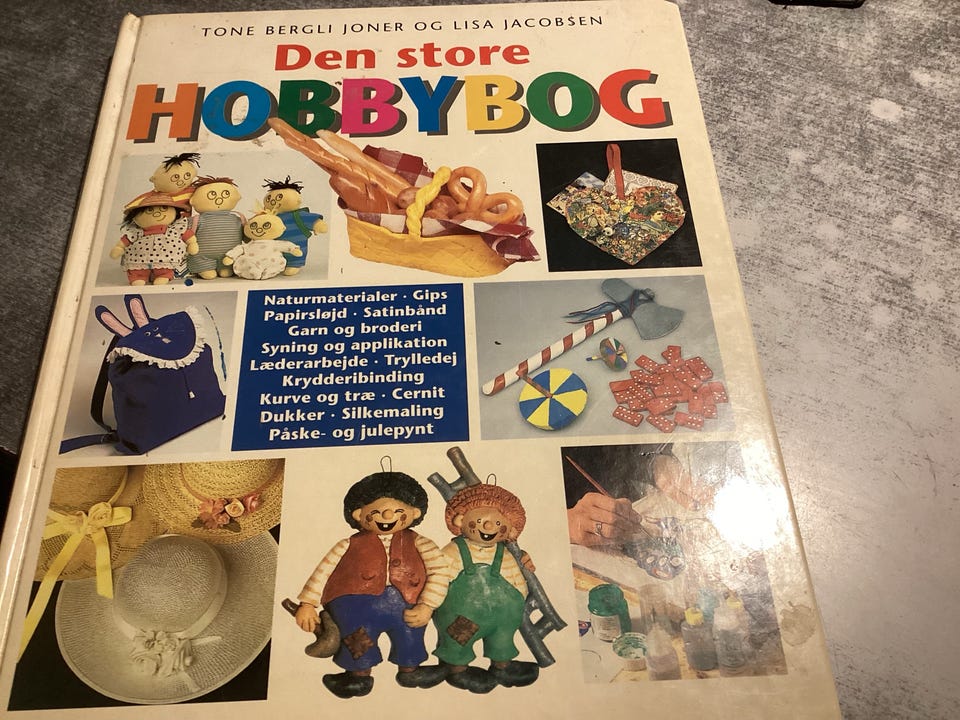 TONE BERGLI JONER OG LISA JACOBSEN
Den store
HOBBYBOG
Naturmaterialer · Gips
Papirsløjd · Satinbånd
Garn og broderi
Syning og applikation
Læderarbejde · Trylledej
Krydderibinding
Kurve og træ · Cernit
Dukker · Silkemaling
Påske- og julepynt